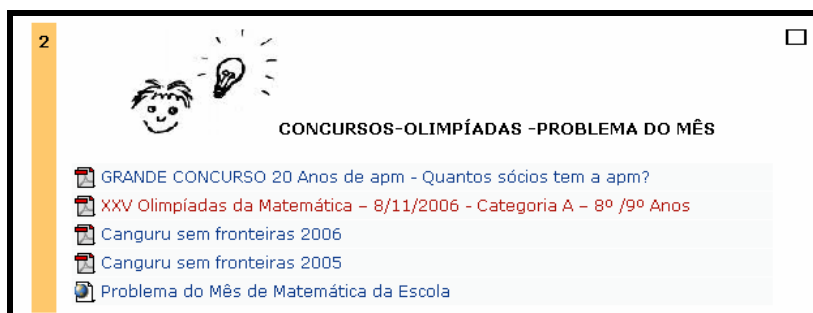 2
CONCURSOS-OLIMPÍADAS -PROBLEMA DO MÊS
GRANDE CONCURSO 20 Anos de apm - Quantos sócios tem a apm?
XXV Olimpíadas da Matemática – 8/11/2006 - Categoria A – 8º /9º Anos
Canguru sem fronteiras 2006
Canguru sem fronteiras 2005
Problema do Mês de Matemática da Escola